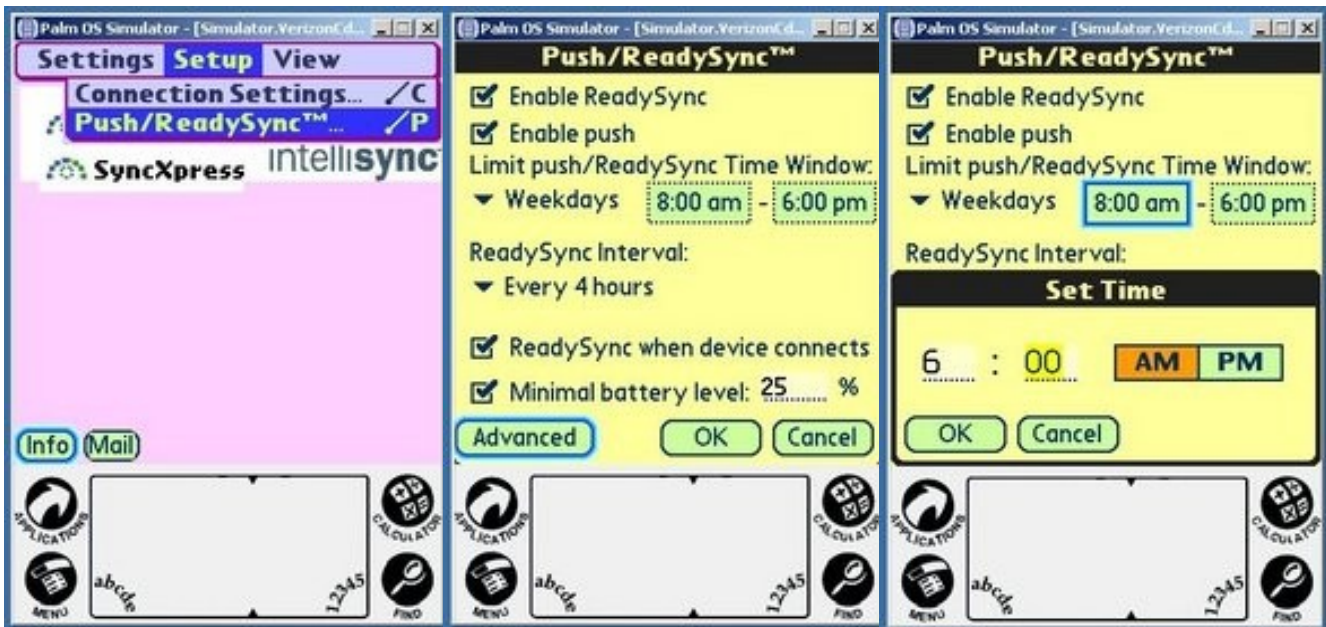 Palm OS Simulator - [Simulator.VerizonCd...
Settings Setup View
Connection Settings... /C
Push/ReadySync™... /P
SyncXpress intellisync
Info Mail
APPLICATIONS
MENU
abcde
12345
CALCULATOR
FIND
Palm OS Simulator - [Simulator.VerizonCd...
Push/ReadySync™
Enable ReadySync
Enable push
Limit push/ReadySync Time Window:
Weekdays 8:00 am - 6:00 pm
ReadySync Interval:
Every 4 hours
ReadySync when device connects
Minimal battery level: 25 %
Advanced OK Cancel
APPLICATIONS
MENU
abcde
12345
CALCULATOR
FIND
Palm OS Simulator - [Simulator.VerizonCd...
Push/ReadySync™
Enable ReadySync
Enable push
Limit push/ReadySync Time Window:
Weekdays 8:00 am - 6:00 pm
ReadySync Interval:
Set Time
6 : 00 AM PM
OK Cancel
APPLICATIONS
MENU
abcde
12345
CALCULATOR
FIND